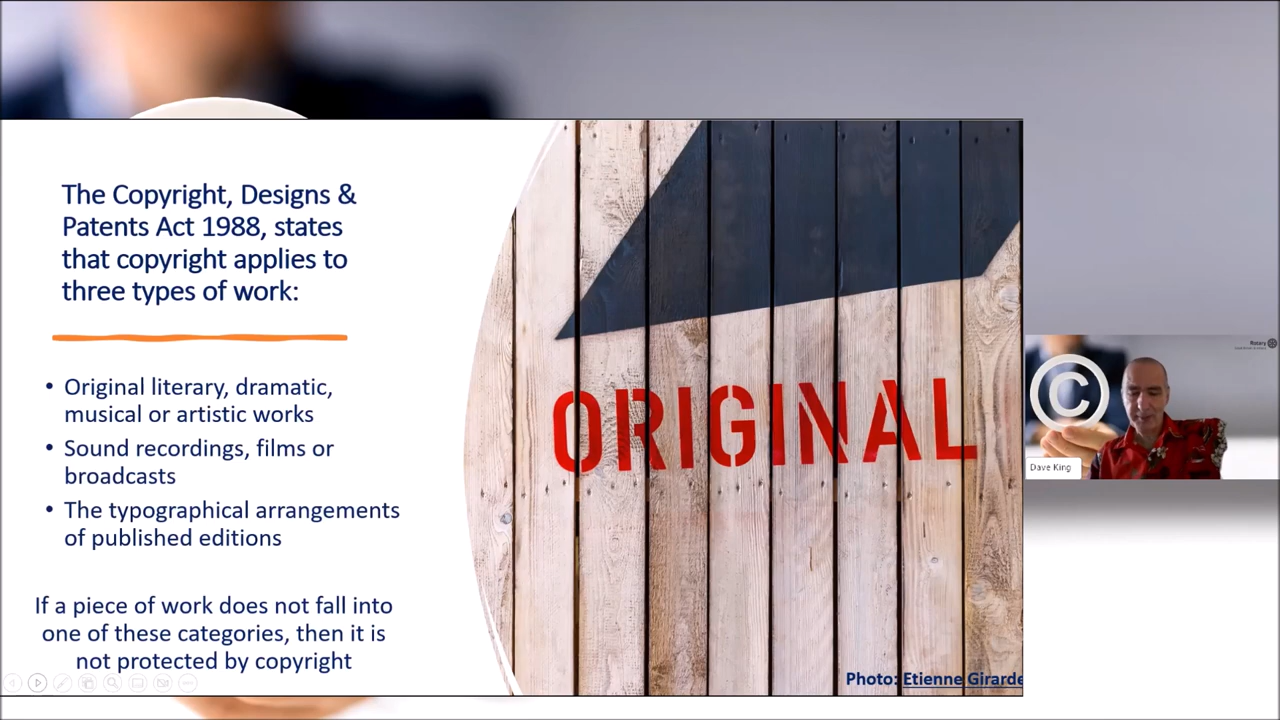 The Copyright, Designs &
Patents Act 1988, states
that copyright applies to
three types of work:
• Original literary, dramatic,
musical or artistic works
• Sound recordings, films or
broadcasts
• The typographical arrangements
of published editions
If a piece of work does not fall into
one of these categories, then it is
not protected by copyright
ORIGINAL
Photo: Etienne Girarde
Rotary
©
Dave King